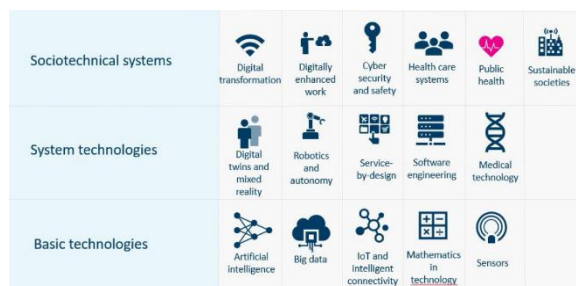 Sociotechnical systems
Digital
transformation
Digitally
enhanced
work
Cyber
security
and safety
Health care
systems
Public
health
Sustainable
societies
System technologies
Digital
twins and
mixed
reality
Robotics
and
autonomy
Service-
by-design
Software
engineering
Medical
technology
Basic technologies
Artificial
intelligence
Big data
IoT and
intelligent
connectivity
Mathematics
in
technology
Sensors